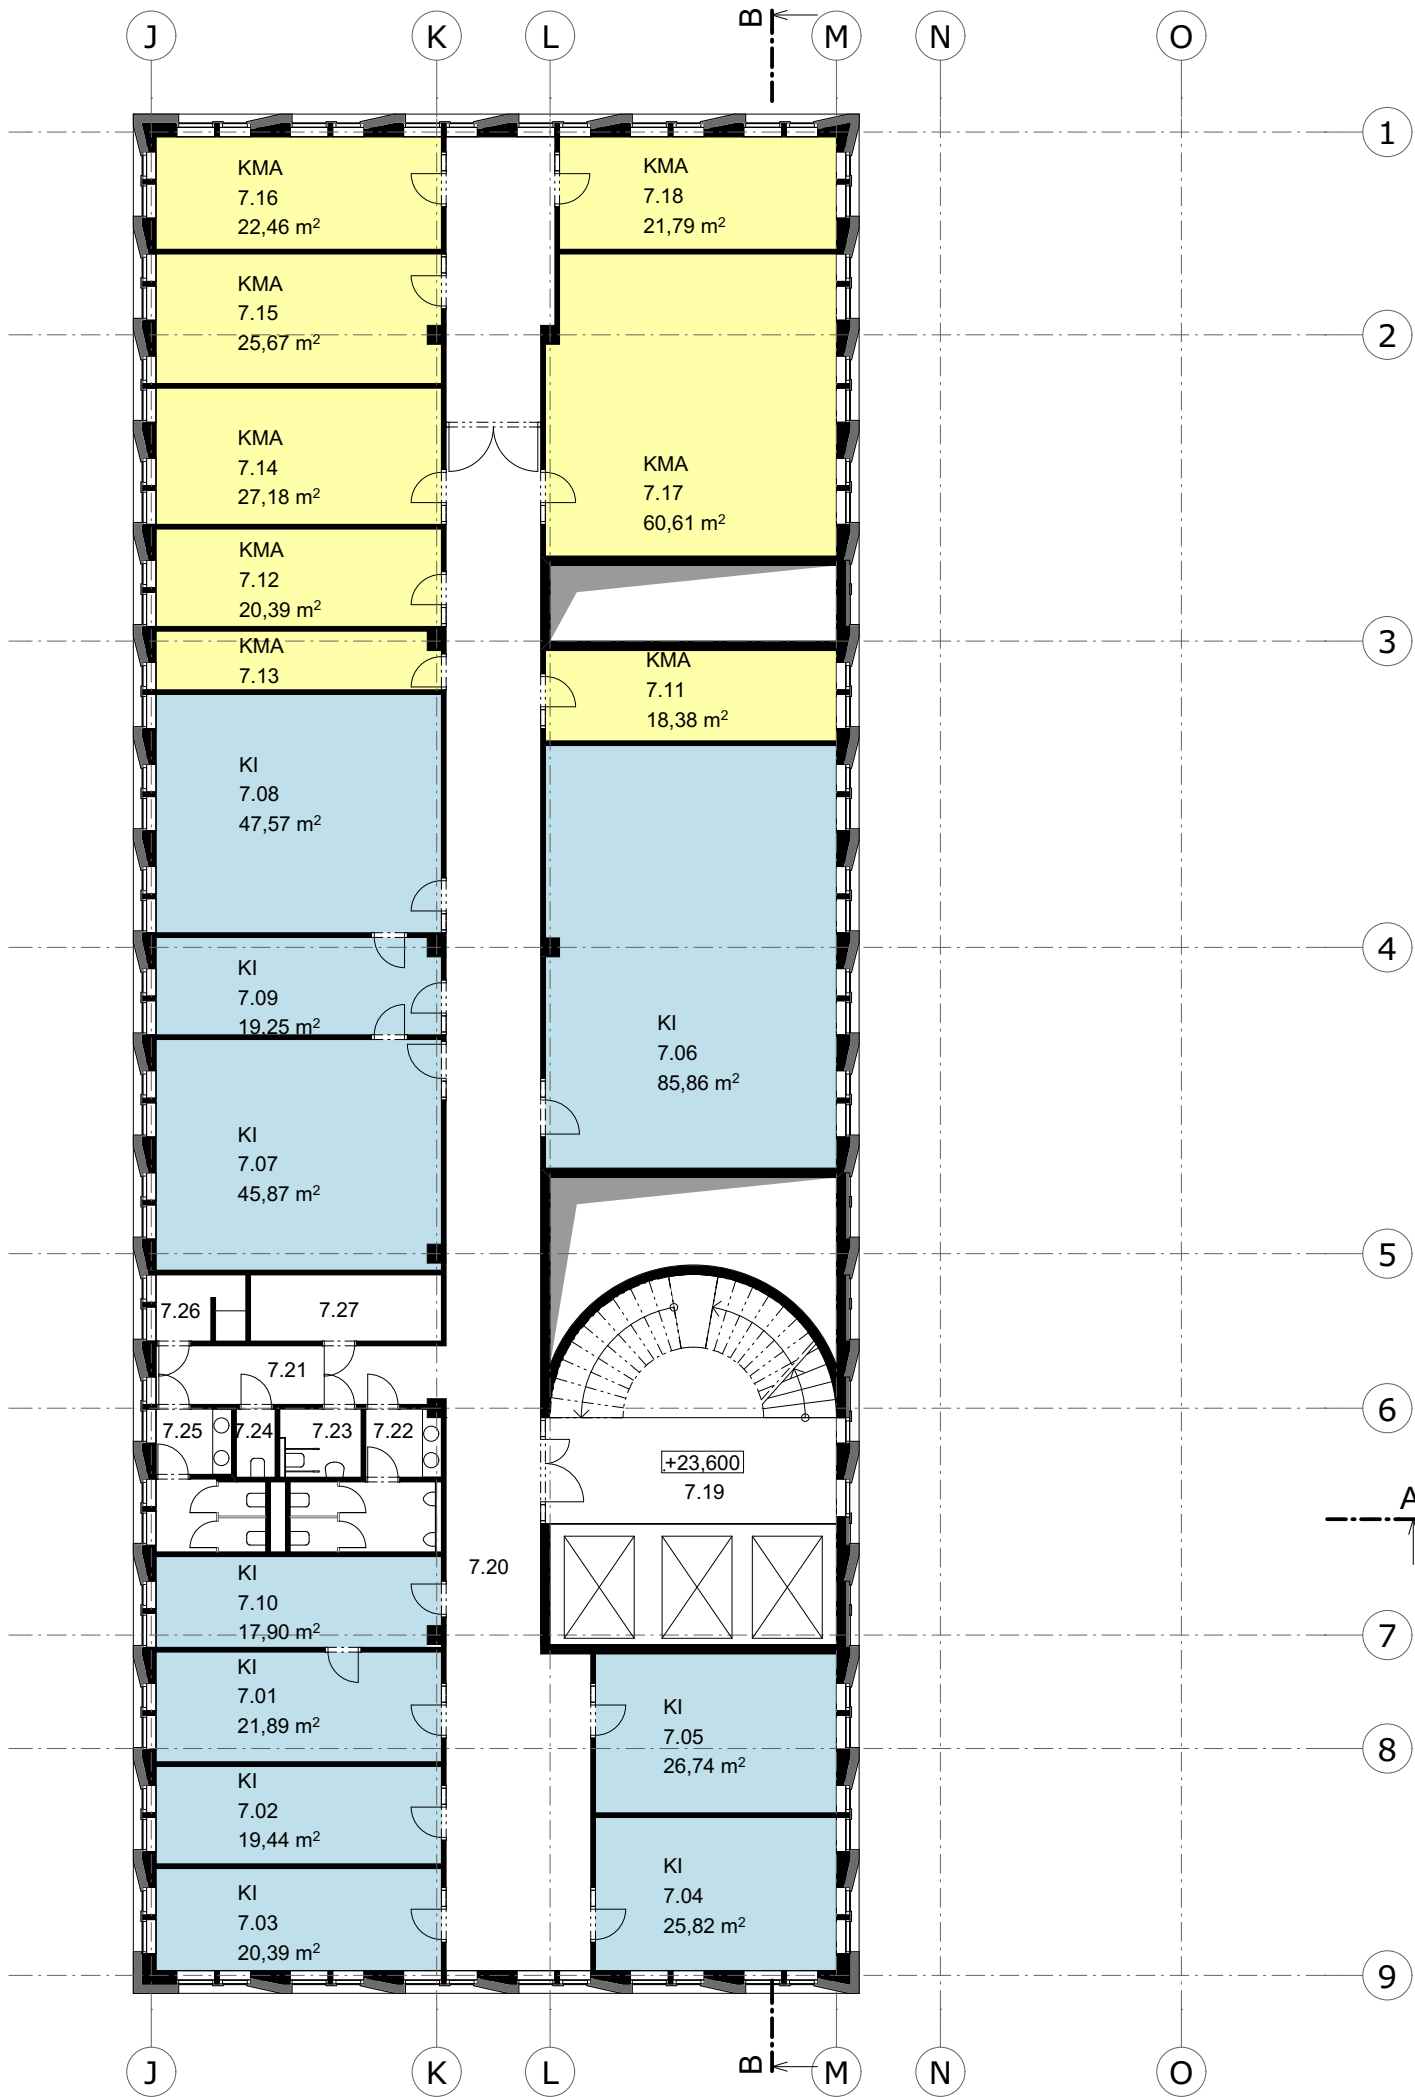 J K L B M N O
1
KMA
7.16
22,46 m²
KMA
7.18
21,79 m²
KMA
7.15
25,67 m²
2
KMA
7.14
27,18 m²
KMA
7.17
60,61 m²
KMA
7.12
20,39 m²
3
KMA
7.13
KMA
7.11
18,38 m²
KI
7.08
47,57 m²
4
KI
7.09
19,25 m²
KI
7.06
85,86 m²
KI
7.07
45,87 m²
5
7.26
7.27
7.21
6
7.25
7.24
7.23
7.22
+23,600
7.19
A
7.20
KI
7.10
17,90 m²
7
KI
7.01
21,89 m²
KI
7.05
26,74 m²
8
KI
7.02
19,44 m²
KI
7.04
25,82 m²
KI
7.03
20,39 m²
9
J K L B M N O